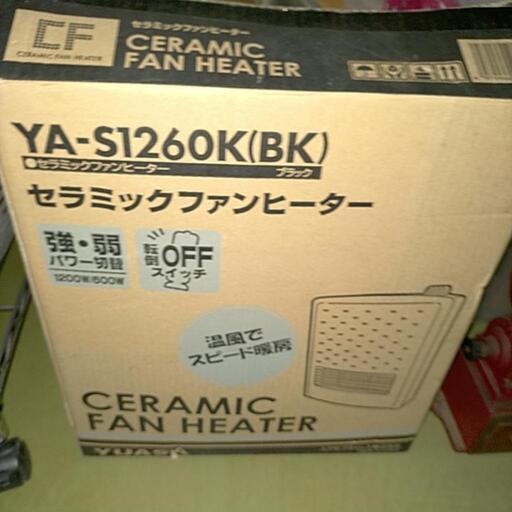 CF
CERAMIC FAN HEATER
セラミックファンヒーター
CERAMIC
FAN HEATER
YA-S1260K(BK)
●セラミックファンヒーター ブラック
セラミックファンヒーター
強・弱
パワー切替
1200W/600W
転倒OFF
スイッチ
温風で
スピード暖房
CERAMIC
FAN HEATER
YUASA